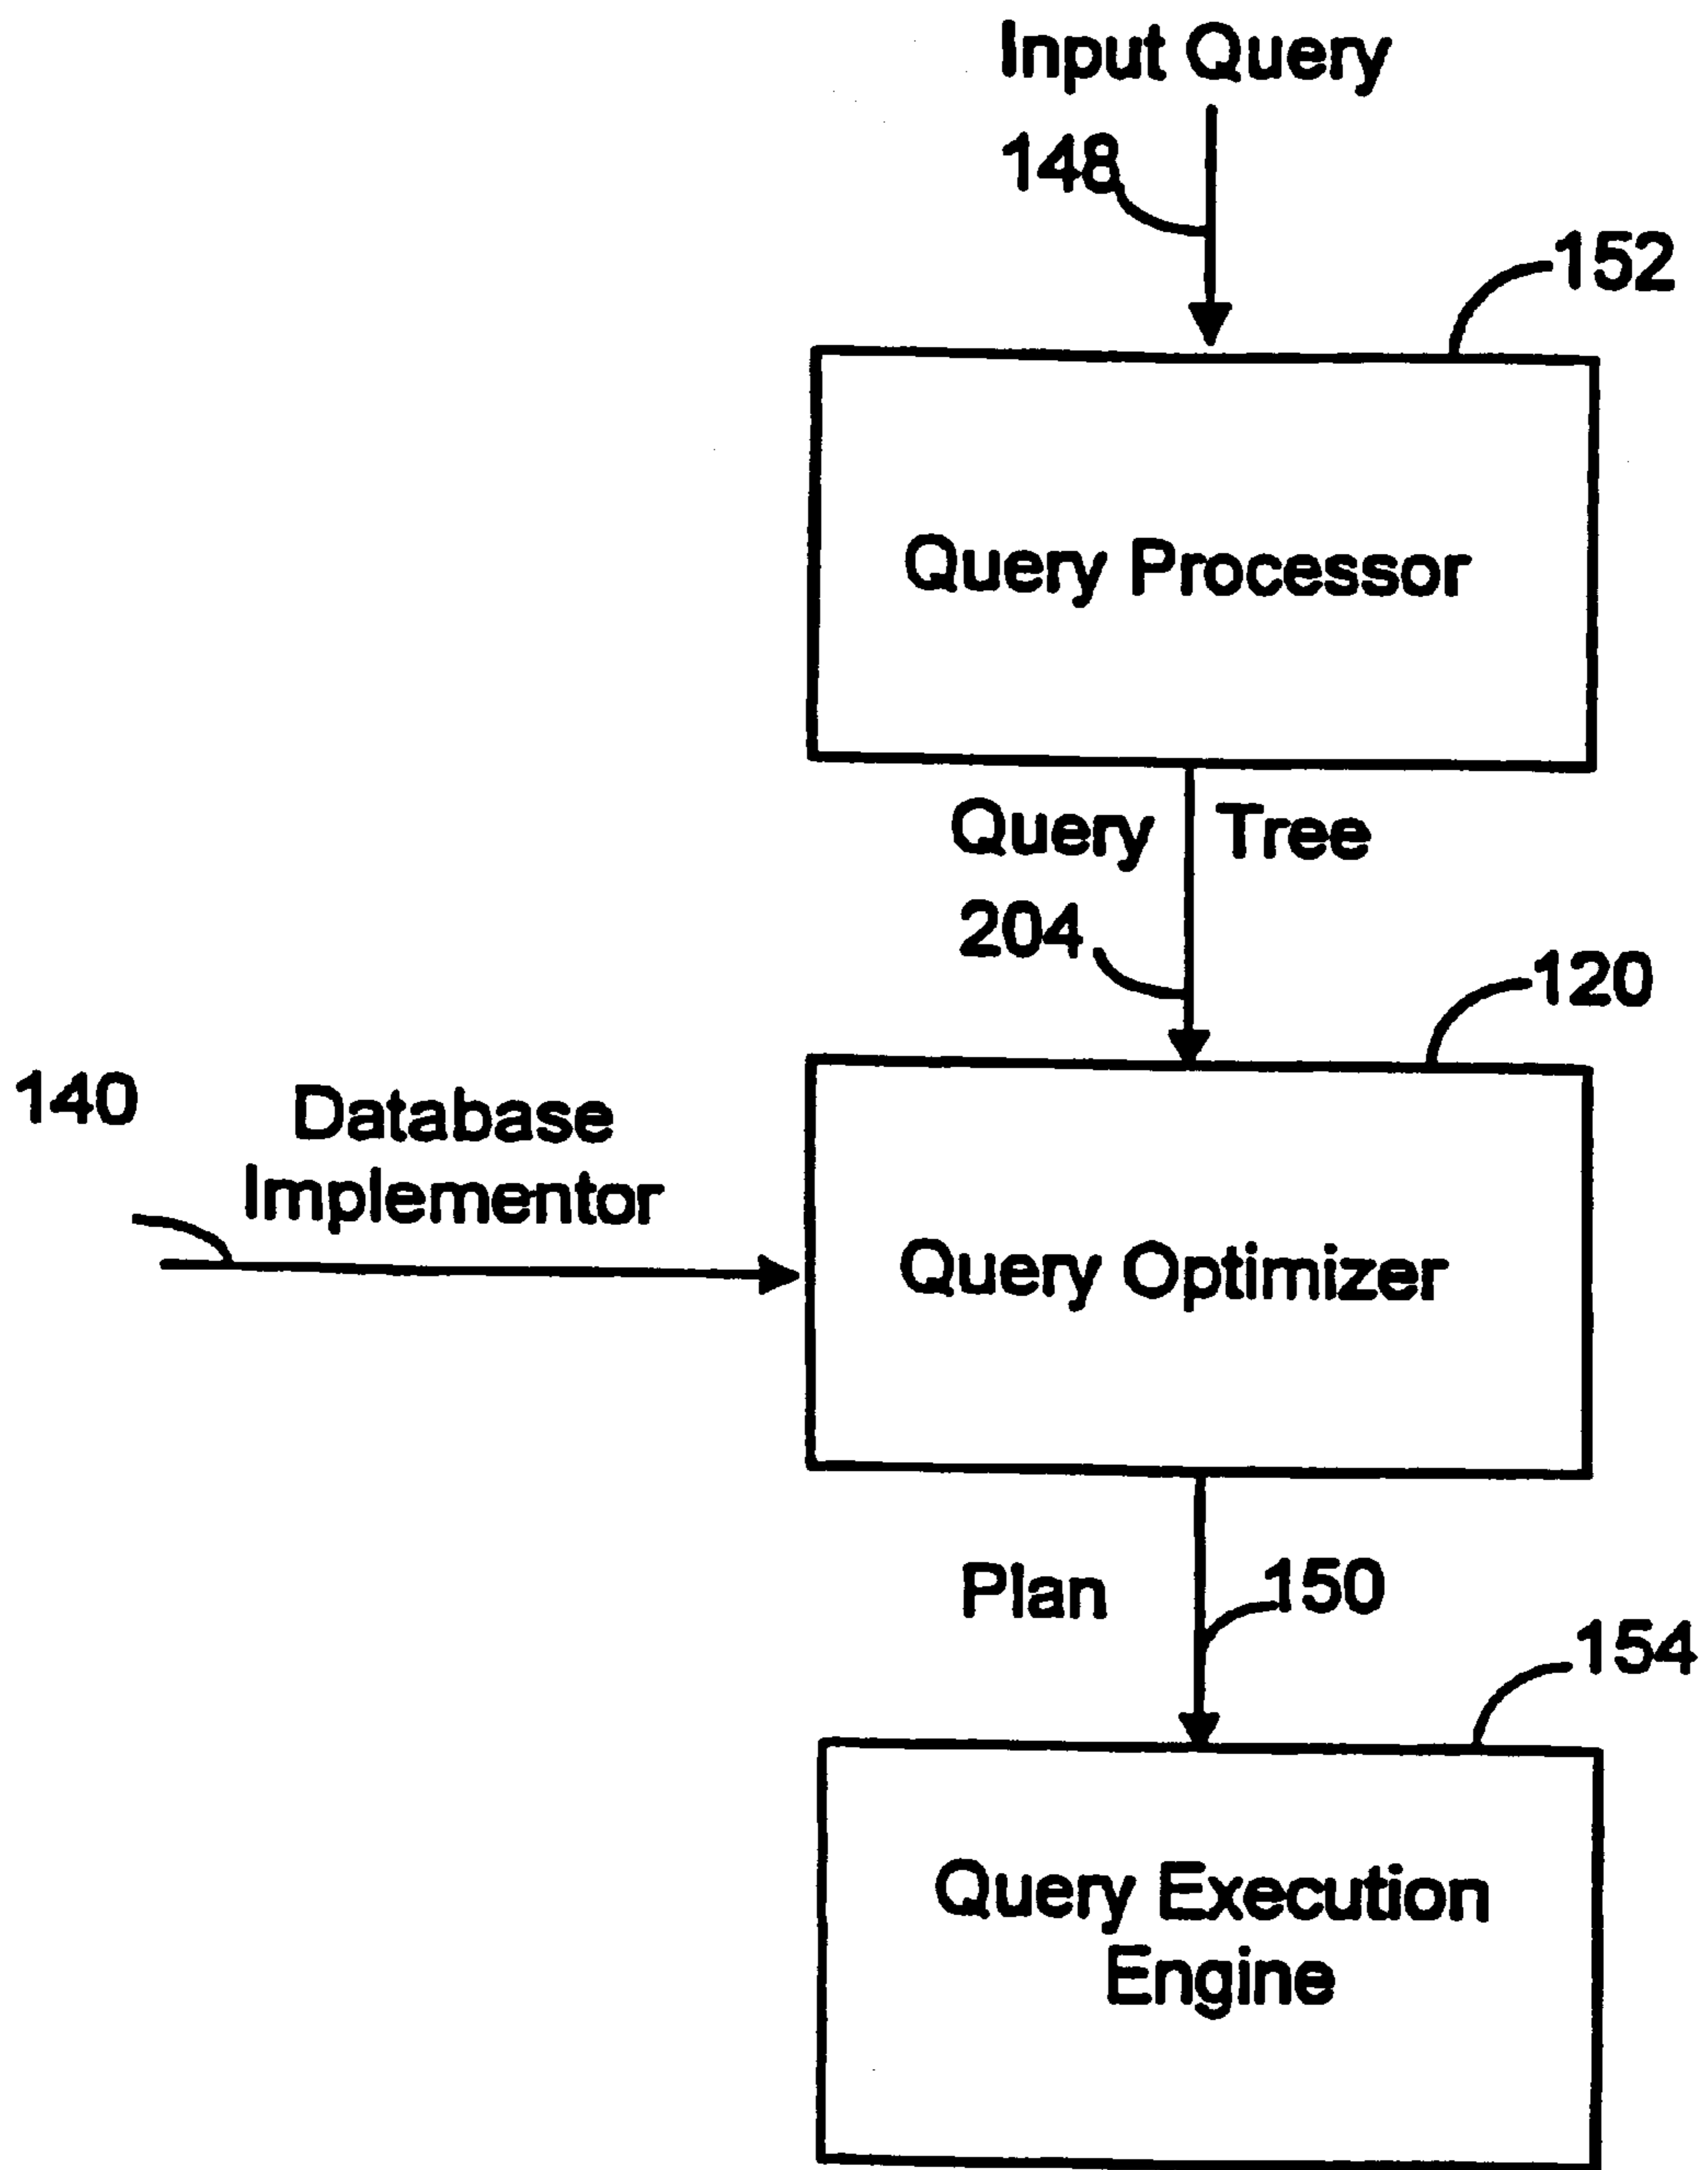 Input Query
148
152
Query Processor
Query Tree
204
120
140
Database
Implementor
Query Optimizer
Plan
150
154
Query Execution
Engine